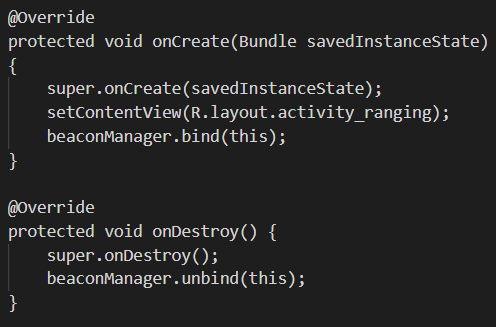 @Override
protected void onCreate(Bundle savedInstanceState)
{
    super.onCreate(savedInstanceState);
    setContentView(R.layout.activity_ranging);
    beaconManager.bind(this);
}

@Override
protected void onDestroy() {
    super.onDestroy();
    beaconManager.unbind(this);
}